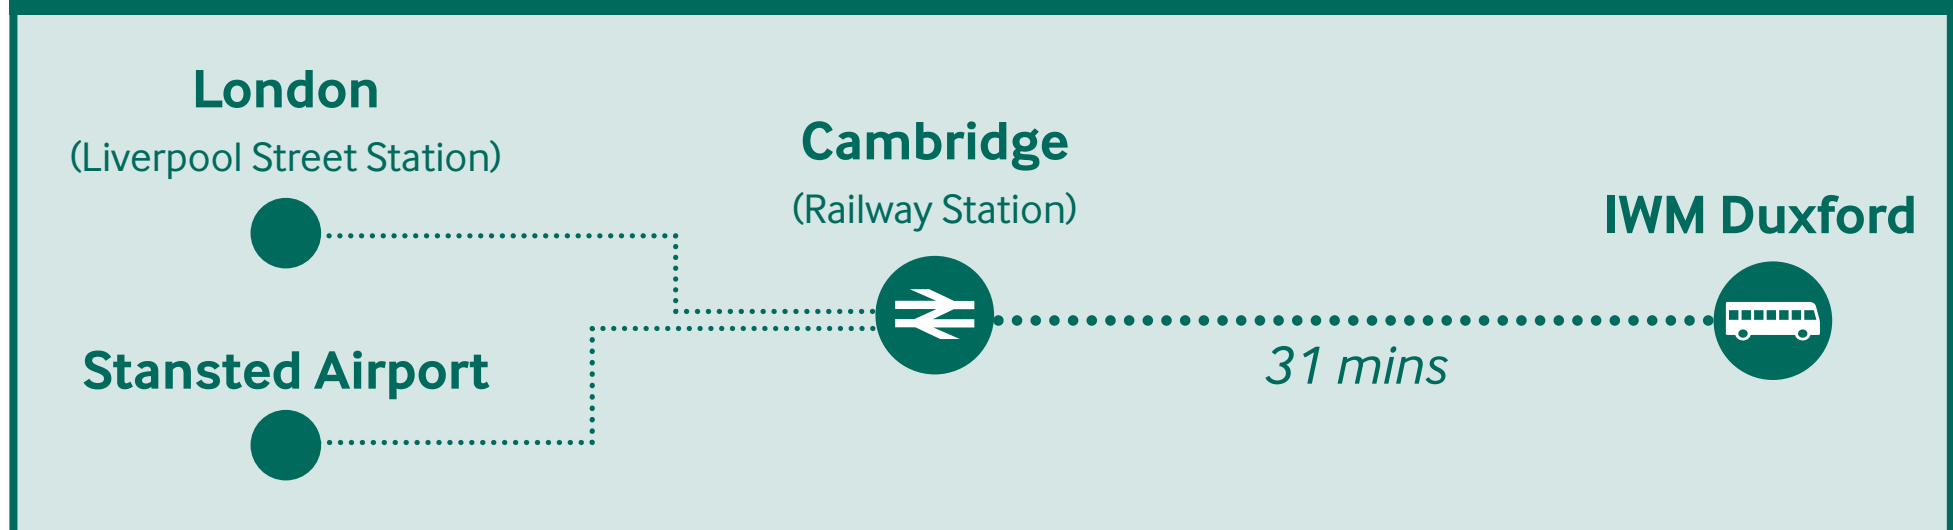 London
(Liverpool Street Station)
Cambridge
(Railway Station)
IWM Duxford
Stansted Airport
31 mins